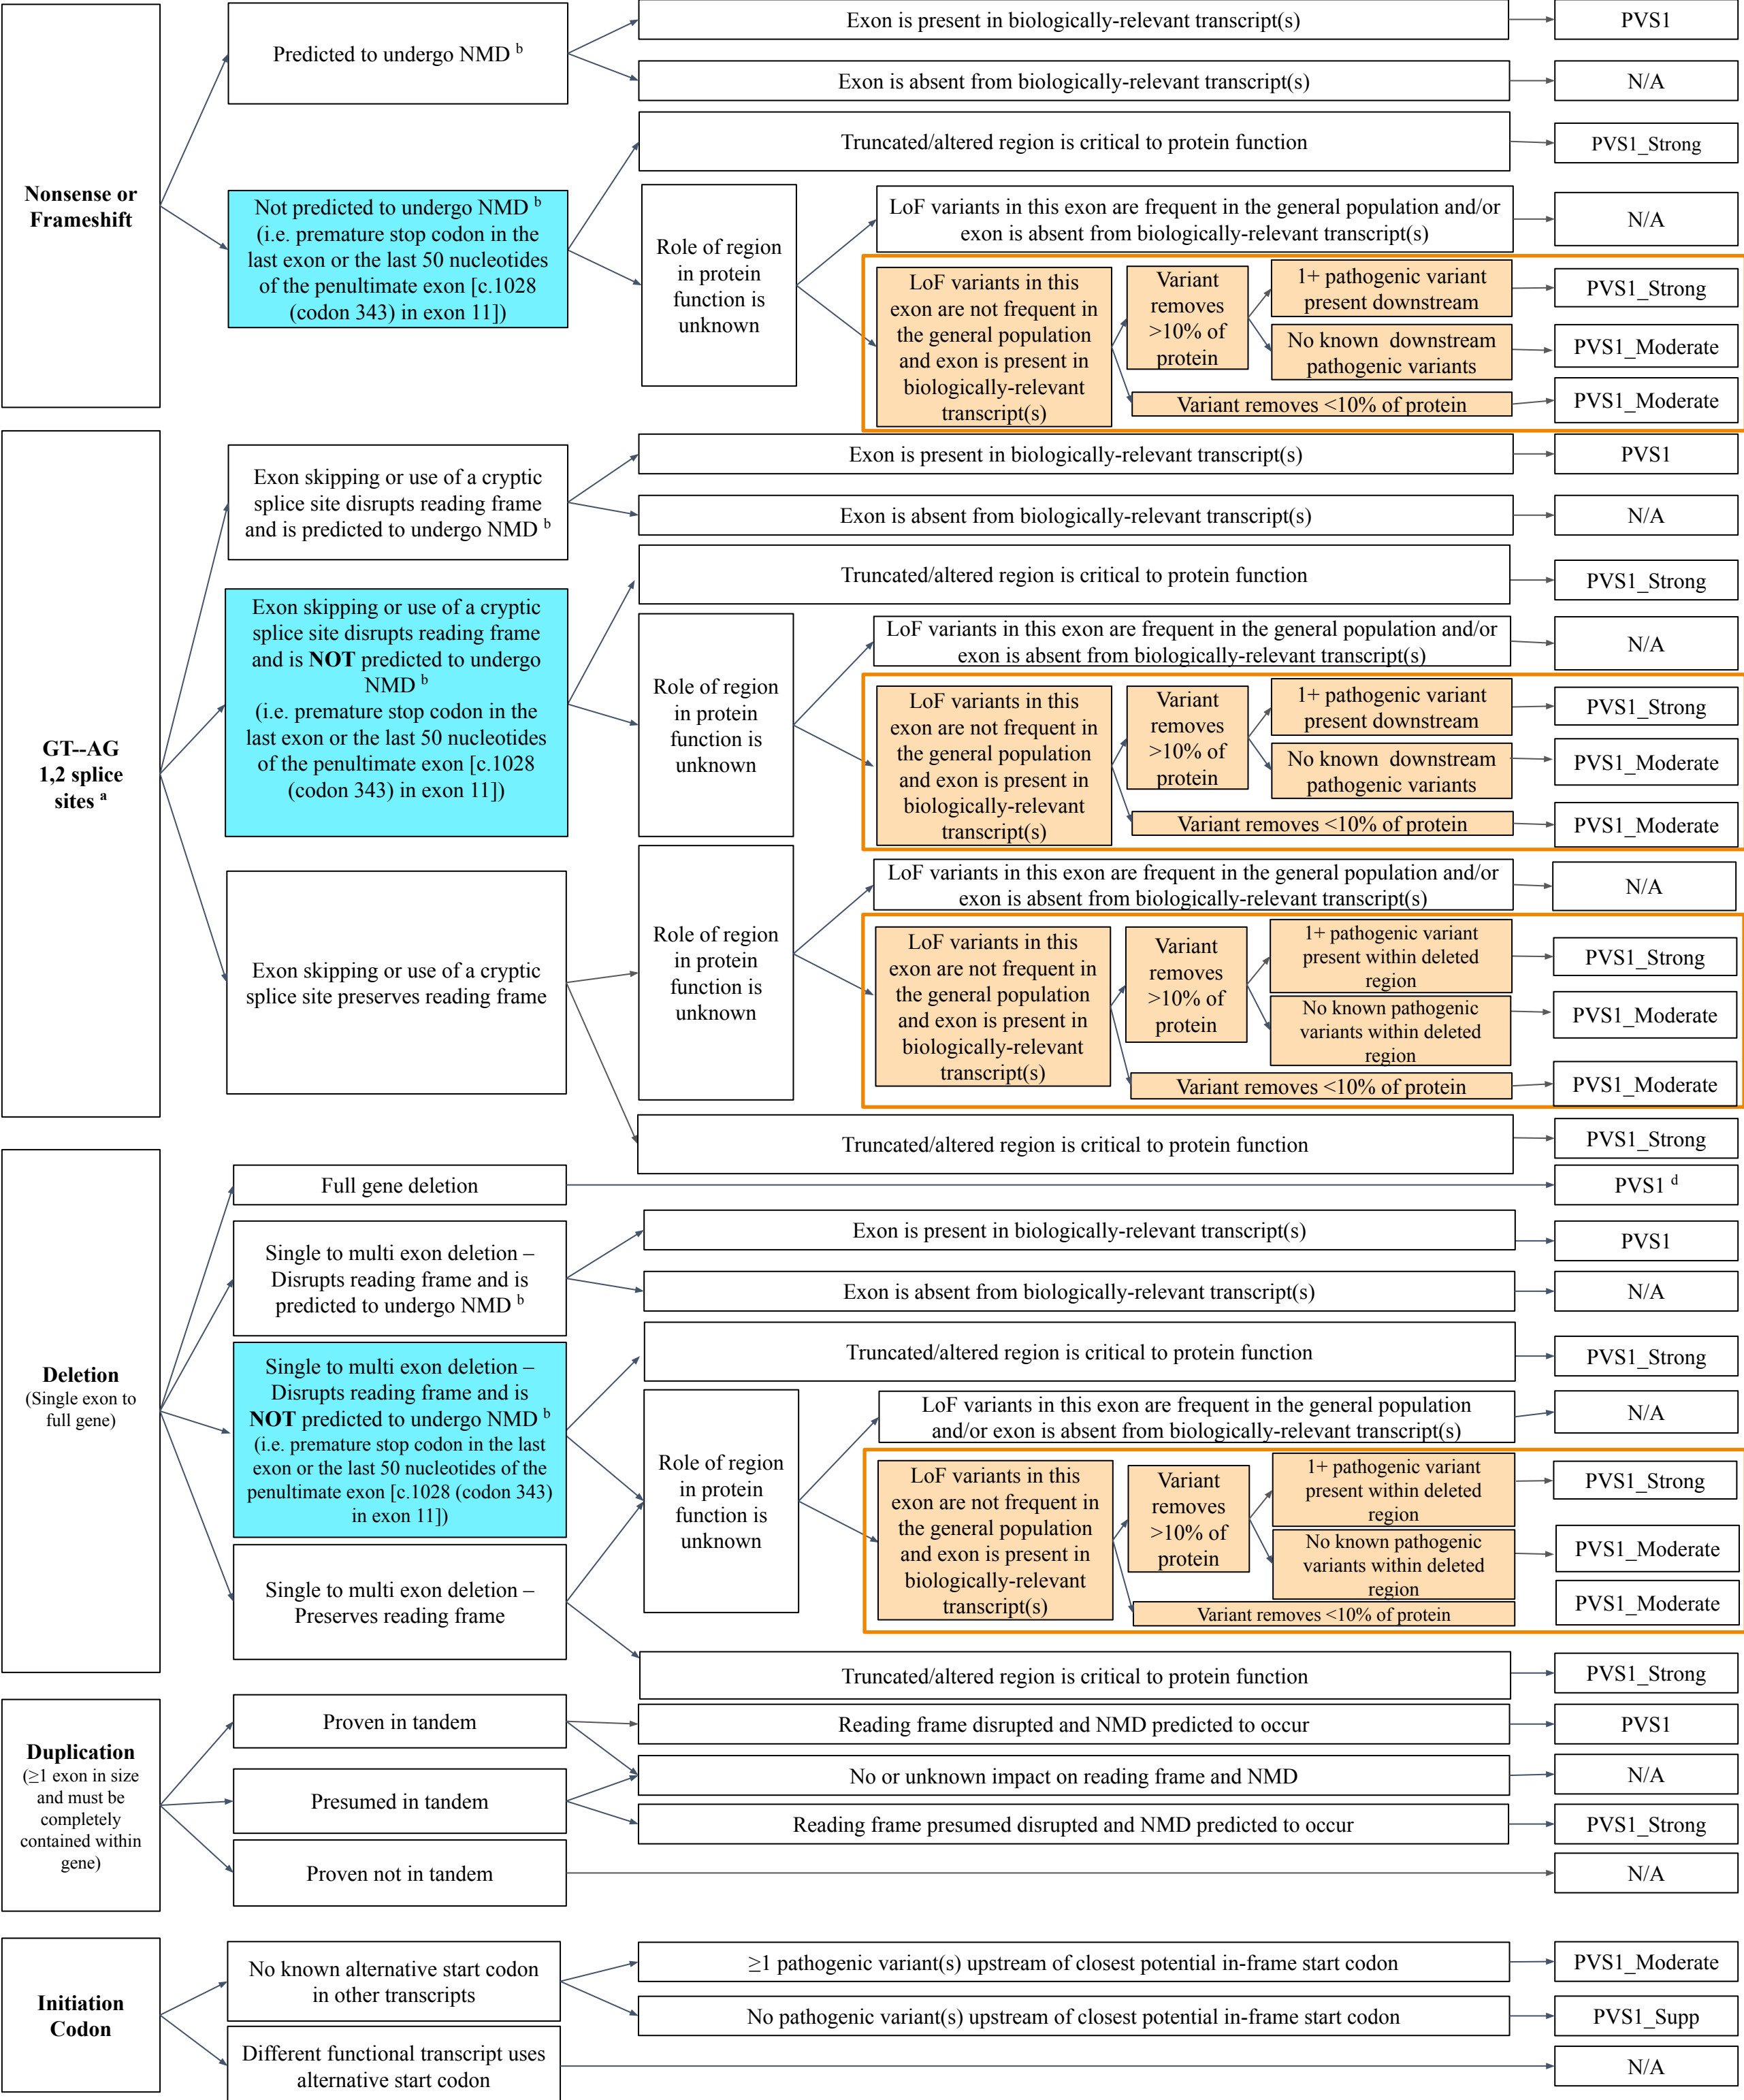 Nonsense or
Frameshift
Predicted to undergo NMD b
Exon is present in biologically-relevant transcript(s)
PVS1
Exon is absent from biologically-relevant transcript(s)
N/A
Not predicted to undergo NMD b
(i.e. premature stop codon in the
last exon or the last 50 nucleotides
of the penultimate exon [c.1028
(codon 343) in exon 11])
Truncated/altered region is critical to protein function
PVS1_Strong
Role of region
in protein
function is
unknown
LoF variants in this exon are frequent in the general population and/or
exon is absent from biologically-relevant transcript(s)
N/A
LoF variants in this
exon are not frequent in
the general population
and exon is present in
biologically-relevant
transcript(s)
Variant
removes
>10% of
protein
1+ pathogenic variant
present downstream
PVS1_Strong
No known downstream
pathogenic variants
PVS1_Moderate
Variant removes <10% of protein
PVS1_Moderate
GT--AG
1,2 splice
sites a
Exon skipping or use of a cryptic
splice site disrupts reading frame
and is predicted to undergo NMD b
Exon is present in biologically-relevant transcript(s)
PVS1
Exon is absent from biologically-relevant transcript(s)
N/A
Exon skipping or use of a cryptic
splice site disrupts reading frame
and is NOT predicted to undergo
NMD b
(i.e. premature stop codon in the
last exon or the last 50 nucleotides
of the penultimate exon [c.1028
(codon 343) in exon 11])
Truncated/altered region is critical to protein function
PVS1_Strong
Role of region
in protein
function is
unknown
LoF variants in this exon are frequent in the general population and/or
exon is absent from biologically-relevant transcript(s)
N/A
LoF variants in this
exon are not frequent in
the general population
and exon is present in
biologically-relevant
transcript(s)
Variant
removes
>10% of
protein
1+ pathogenic variant
present downstream
PVS1_Strong
No known downstream
pathogenic variants
PVS1_Moderate
Variant removes <10% of protein
PVS1_Moderate
Exon skipping or use of a cryptic
splice site preserves reading frame
Role of region
in protein
function is
unknown
LoF variants in this exon are frequent in the general population and/or
exon is absent from biologically-relevant transcript(s)
N/A
LoF variants in this
exon are not frequent in
the general population
and exon is present in
biologically-relevant
transcript(s)
Variant
removes
>10% of
protein
1+ pathogenic variant
present within deleted
region
PVS1_Strong
No known pathogenic
variants within deleted
region
PVS1_Moderate
Variant removes <10% of protein
PVS1_Moderate
Truncated/altered region is critical to protein function
PVS1_Strong
Deletion
(Single exon to
full gene)
Full gene deletion
PVS1 d
Single to multi exon deletion –
Disrupts reading frame and is
predicted to undergo NMD b
Exon is present in biologically-relevant transcript(s)
PVS1
Exon is absent from biologically-relevant transcript(s)
N/A
Single to multi exon deletion –
Disrupts reading frame and is
NOT predicted to undergo NMD b
(i.e. premature stop codon in the last
exon or the last 50 nucleotides of the
penultimate exon [c.1028 (codon 343)
in exon 11])
Truncated/altered region is critical to protein function
PVS1_Strong
Role of region
in protein
function is
unknown
LoF variants in this exon are frequent in the general population
and/or exon is absent from biologically-relevant transcript(s)
N/A
LoF variants in this
exon are not frequent in
the general population
and exon is present in
biologically-relevant
transcript(s)
Variant
removes
>10% of
protein
1+ pathogenic variant
present within deleted
region
PVS1_Strong
No known pathogenic
variants within deleted
region
PVS1_Moderate
Variant removes <10% of protein
PVS1_Moderate
Single to multi exon deletion –
Preserves reading frame
Truncated/altered region is critical to protein function
PVS1_Strong
Duplication
(≥1 exon in size
and must be
completely
contained within
gene)
Proven in tandem
Reading frame disrupted and NMD predicted to occur
PVS1
No or unknown impact on reading frame and NMD
N/A
Presumed in tandem
Reading frame presumed disrupted and NMD predicted to occur
PVS1_Strong
Proven not in tandem
N/A
Initiation
Codon
No known alternative start codon
in other transcripts
≥1 pathogenic variant(s) upstream of closest potential in-frame start codon
PVS1_Moderate
No pathogenic variant(s) upstream of closest potential in-frame start codon
PVS1_Supp
Different functional transcript uses
alternative start codon
N/A